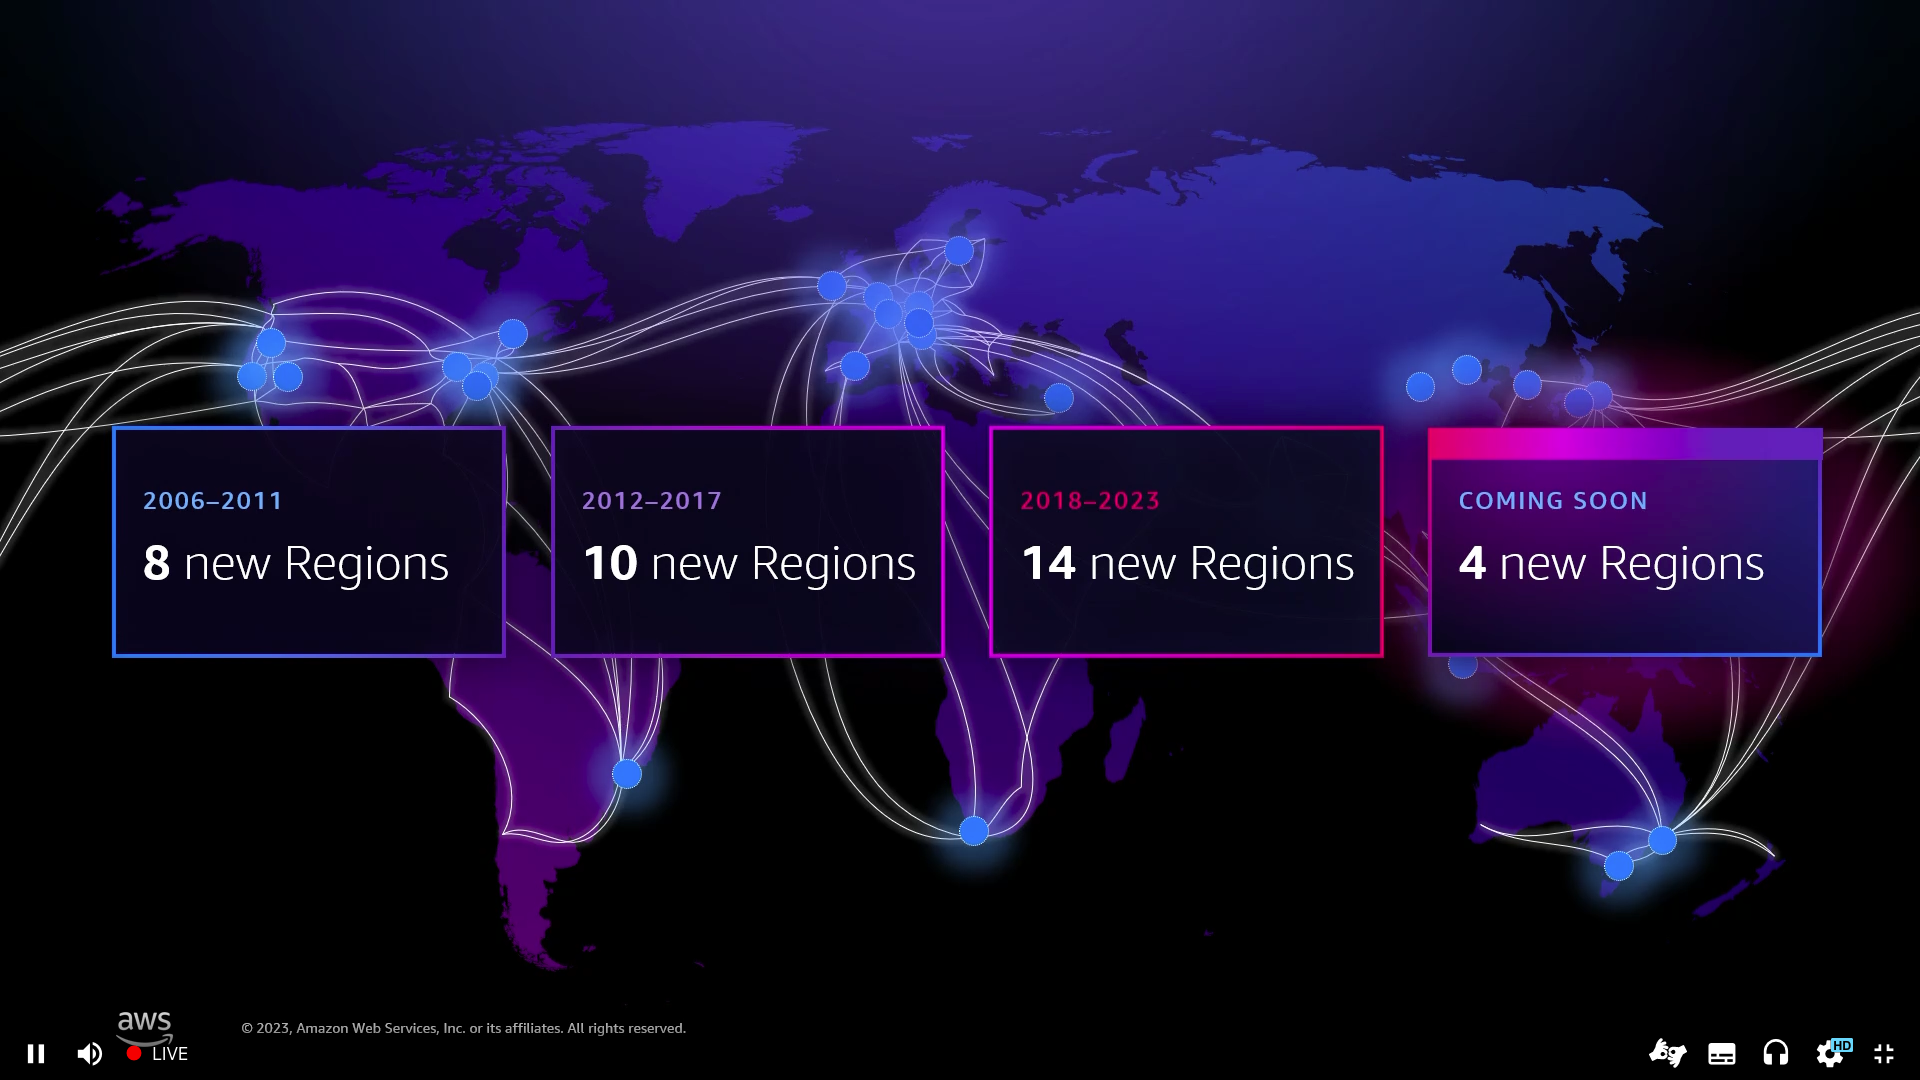 2006–2011
8 new Regions
2012–2017
10 new Regions
2018–2023
14 new Regions
COMING SOON
4 new Regions
aws
© 2023, Amazon Web Services, Inc. or its affiliates. All rights reserved.
LIVE
HD